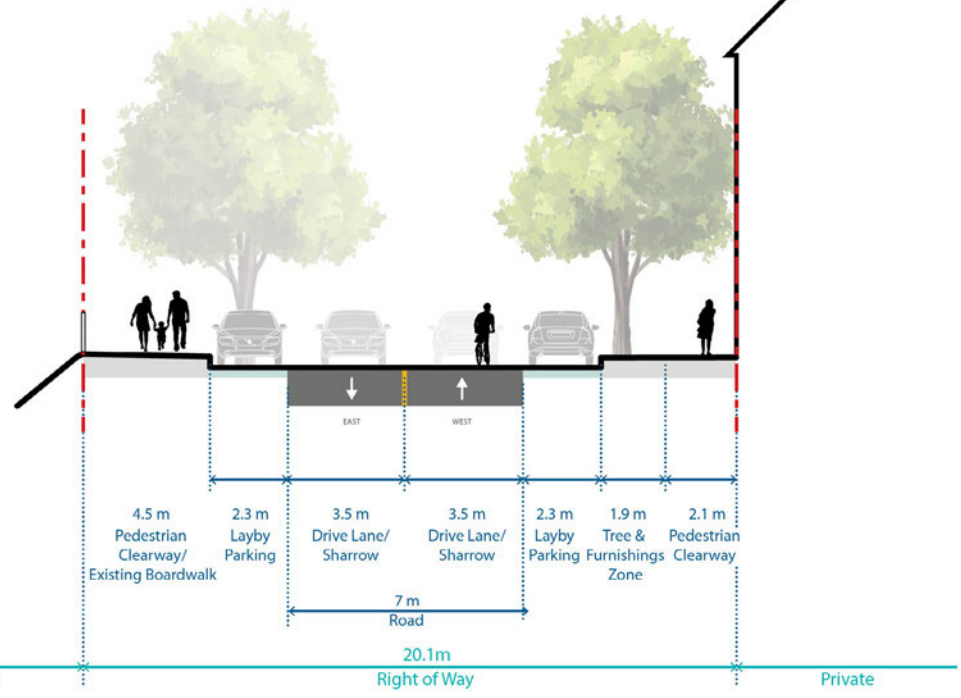 EAST
WEST
4.5 m
Pedestrian
Clearway/
Existing Boardwalk
2.3 m
Layby
Parking
3.5 m
Drive Lane/
Sharrow
3.5 m
Drive Lane/
Sharrow
2.3 m
Layby
Parking
1.9 m
Tree &
Furnishings
Zone
2.1 m
Pedestrian
Clearway
7 m
Road
20.1m
Right of Way
Private